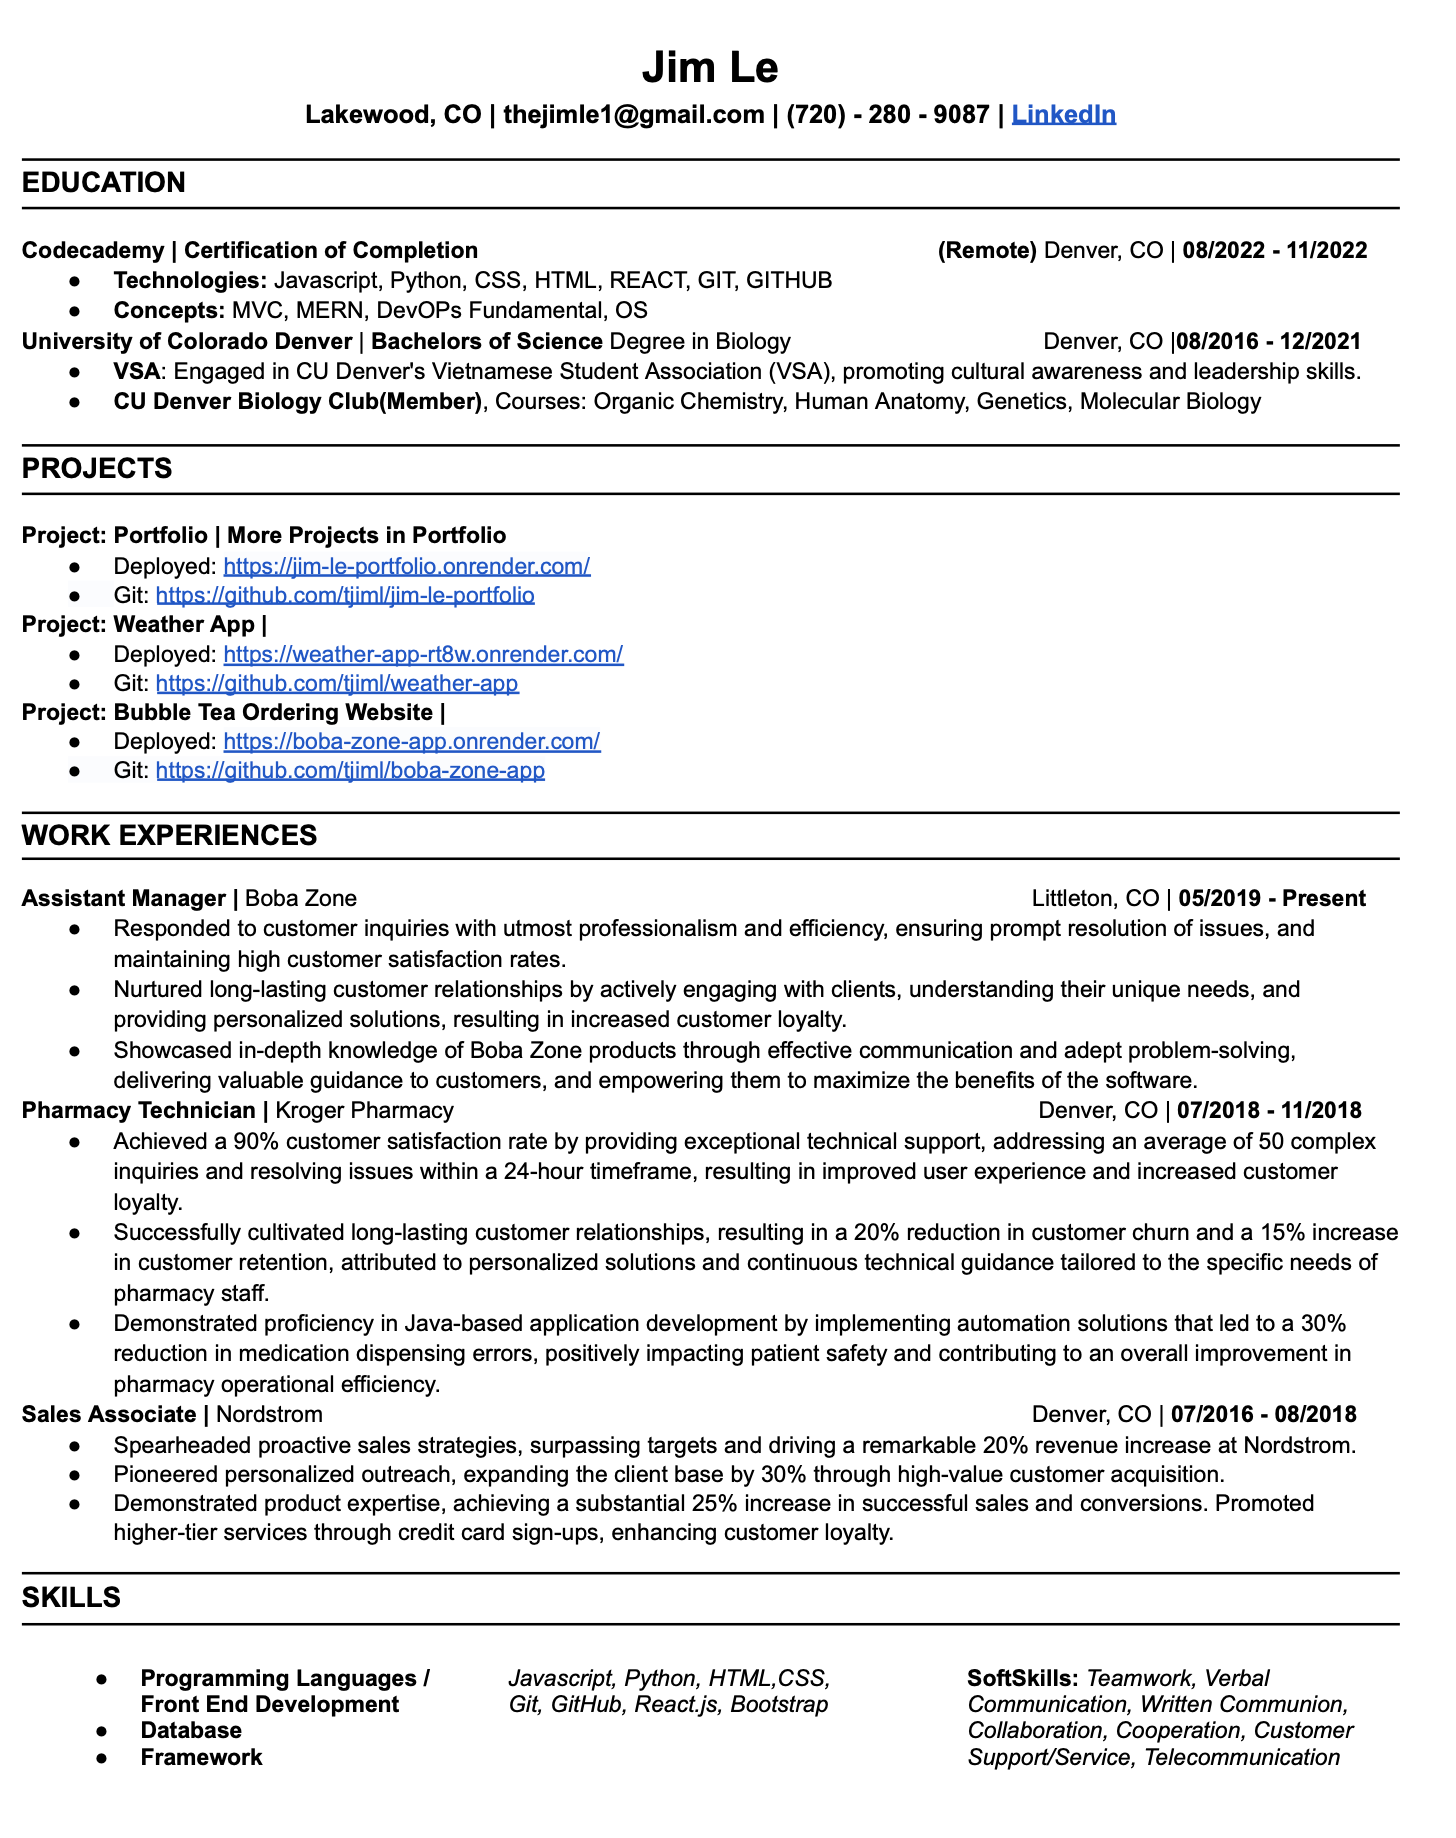 Jim Le
Lakewood, CO | thejimle1@gmail.com | (720) - 280 - 9087 | LinkedIn
EDUCATION
Codecademy | Certification of Completion (Remote) Denver, CO | 08/2022 - 11/2022
● Technologies: Javascript, Python, CSS, HTML, REACT, GIT, GITHUB
● Concepts: MVC, MERN, DevOPs Fundamental, OS
University of Colorado Denver | Bachelors of Science Degree in Biology Denver, CO |08/2016 - 12/2021
● VSA: Engaged in CU Denver's Vietnamese Student Association (VSA), promoting cultural awareness and leadership skills.
● CU Denver Biology Club(Member), Courses: Organic Chemistry, Human Anatomy, Genetics, Molecular Biology
PROJECTS
Project: Portfolio | More Projects in Portfolio
● Deployed: https://jim-le-portfolio.onrender.com/
● Git: https://github.com/tjiml/jim-le-portfolio
Project: Weather App |
● Deployed: https://weather-app-rt8w.onrender.com/
● Git: https://github.com/tjiml/weather-app
Project: Bubble Tea Ordering Website |
● Deployed: https://boba-zone-app.onrender.com/
● Git: https://github.com/tjiml/boba-zone-app
WORK EXPERIENCES
Assistant Manager | Boba Zone Littleton, CO | 05/2019 - Present
● Responded to customer inquiries with utmost professionalism and efficiency, ensuring prompt resolution of issues, and
maintaining high customer satisfaction rates.
● Nurtured long-lasting customer relationships by actively engaging with clients, understanding their unique needs, and
providing personalized solutions, resulting in increased customer loyalty.
● Showcased in-depth knowledge of Boba Zone products through effective communication and adept problem-solving,
delivering valuable guidance to customers, and empowering them to maximize the benefits of the software.
Pharmacy Technician | Kroger Pharmacy Denver, CO | 07/2018 - 11/2018
● Achieved a 90% customer satisfaction rate by providing exceptional technical support, addressing an average of 50 complex
inquiries and resolving issues within a 24-hour timeframe, resulting in improved user experience and increased customer
loyalty.
● Successfully cultivated long-lasting customer relationships, resulting in a 20% reduction in customer churn and a 15% increase
in customer retention, attributed to personalized solutions and continuous technical guidance tailored to the specific needs of
pharmacy staff.
● Demonstrated proficiency in Java-based application development by implementing automation solutions that led to a 30%
reduction in medication dispensing errors, positively impacting patient safety and contributing to an overall improvement in
pharmacy operational efficiency.
Sales Associate | Nordstrom Denver, CO | 07/2016 - 08/2018
● Spearheaded proactive sales strategies, surpassing targets and driving a remarkable 20% revenue increase at Nordstrom.
● Pioneered personalized outreach, expanding the client base by 30% through high-value customer acquisition.
● Demonstrated product expertise, achieving a substantial 25% increase in successful sales and conversions. Promoted
higher-tier services through credit card sign-ups, enhancing customer loyalty.
SKILLS
● Programming Languages /
Front End Development
● Database
● Framework
Javascript, Python, HTML,CSS,
Git, GitHub, React.js, Bootstrap
SoftSkills: Teamwork, Verbal
Communication, Written Communion,
Collaboration, Cooperation, Customer
Support/Service, Telecommunication